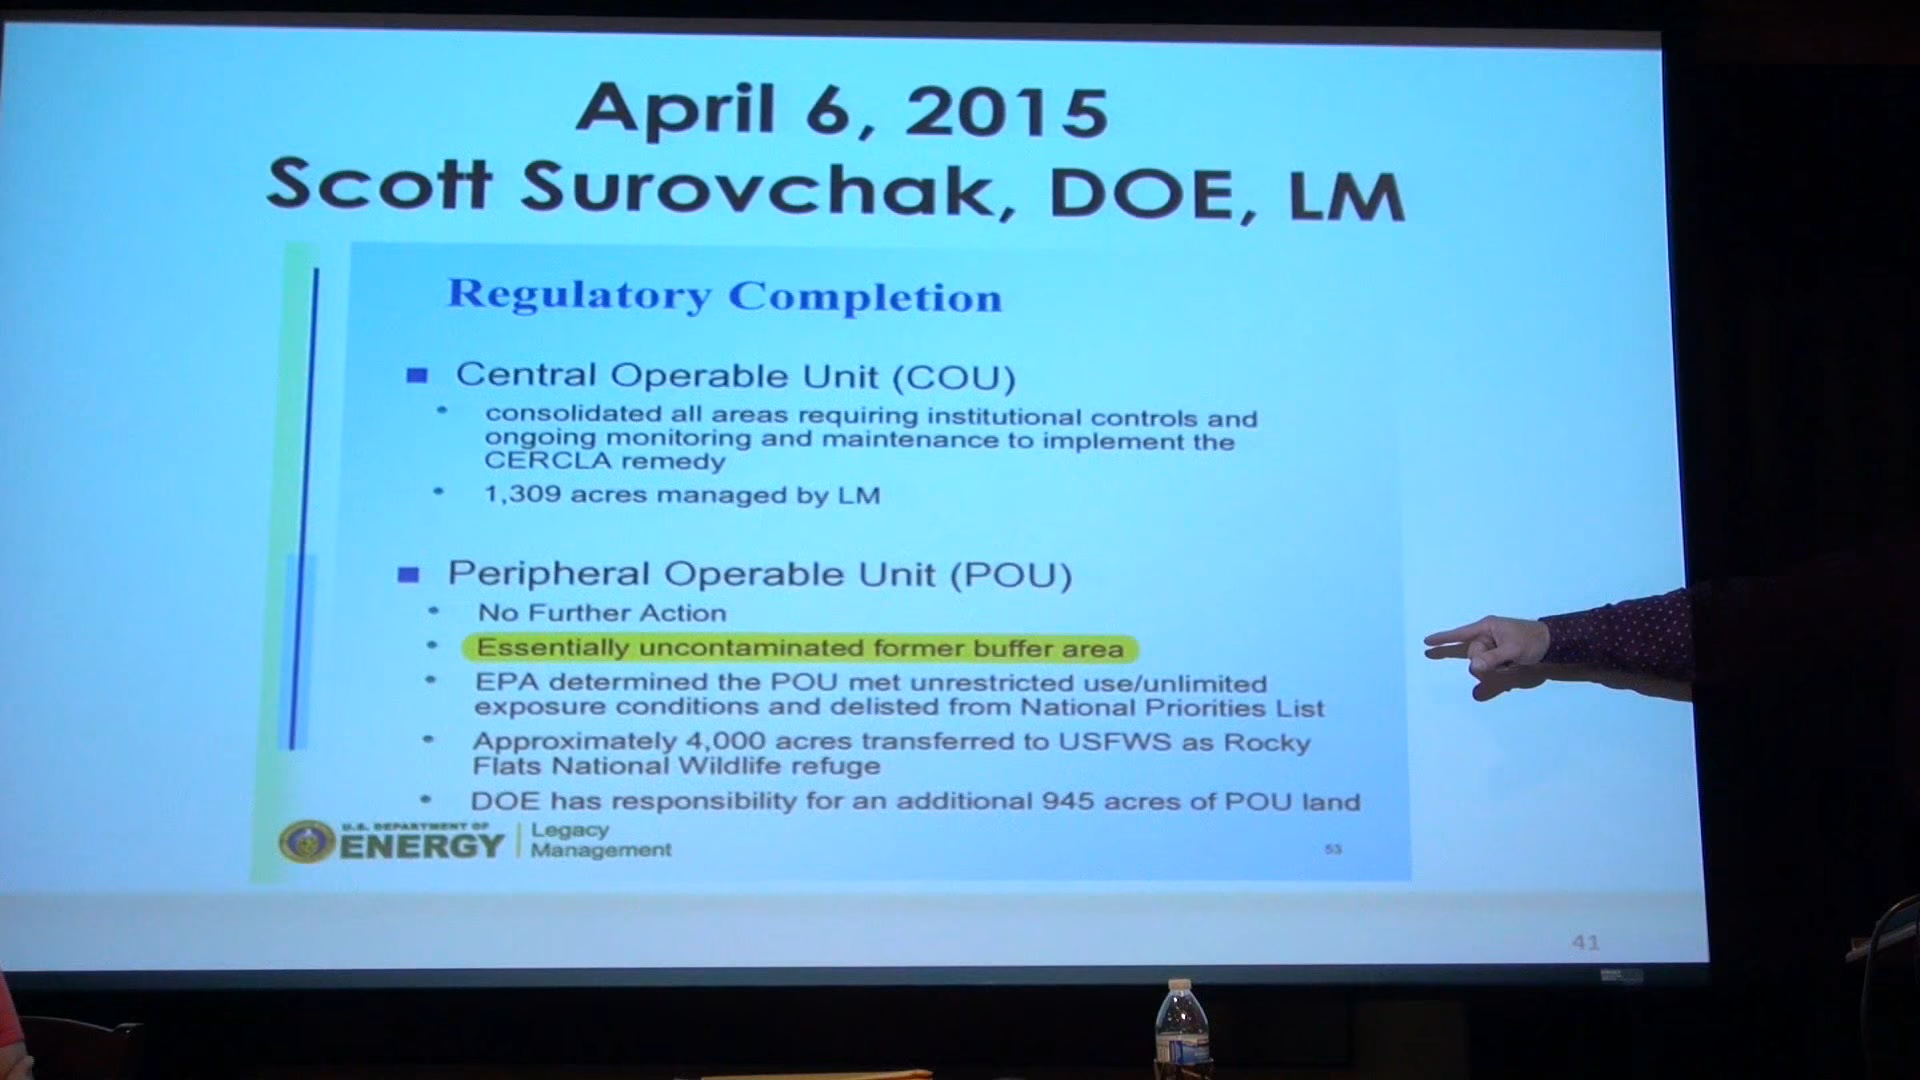 April 6, 2015
Scott Surovchak, DOE, LM
Regulatory Completion
Central Operable Unit (COU)
consolidated all areas requiring institutional controls and
ongoing monitoring and maintenance to implement the
CERCLA remedy
1,309 acres managed by LM
Peripheral Operable Unit (POU)
No Further Action
Essentially uncontaminated former buffer area
EPA determined the POU met unrestricted use/unlimited
exposure conditions and delisted from National Priorities List
Approximately 4,000 acres transferred to USFWS as Rocky
Flats National Wildlife refuge
DOE has responsibility for an additional 945 acres of POU land
U.S. DEPARTMENT OF
ENERGY
Legacy
Management
53
41